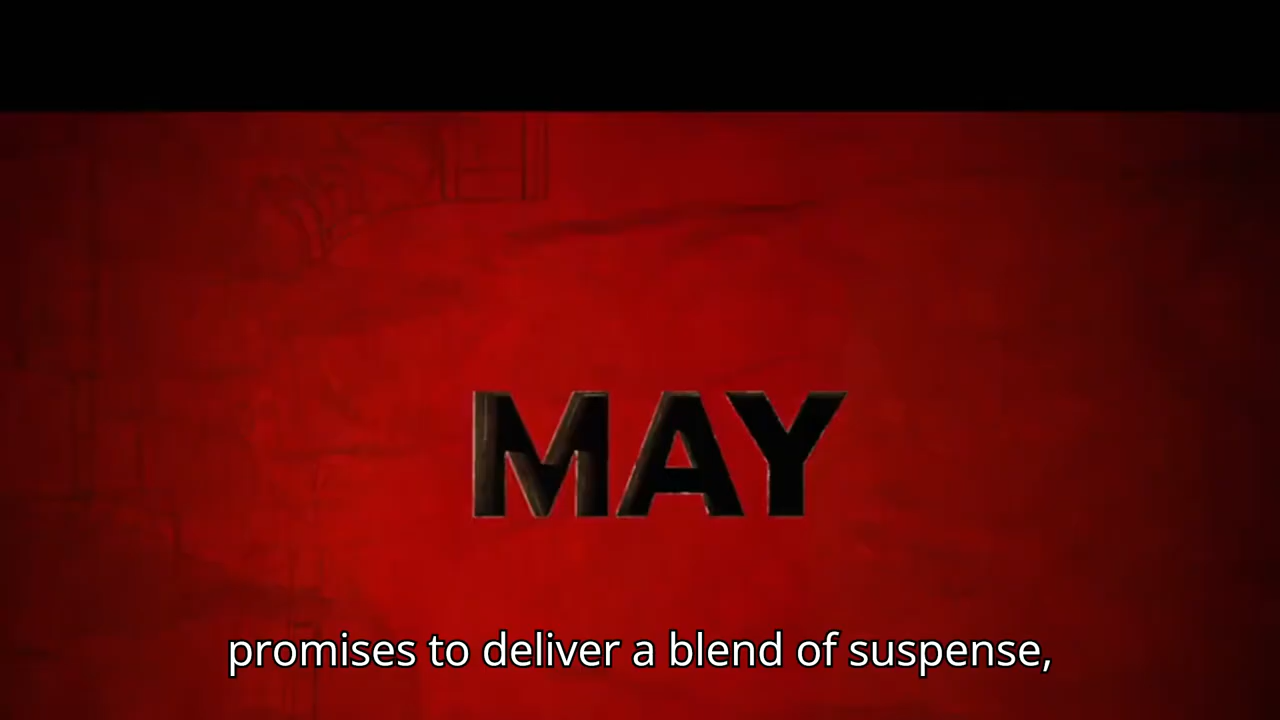 MAY
promises to deliver a blend of suspense,